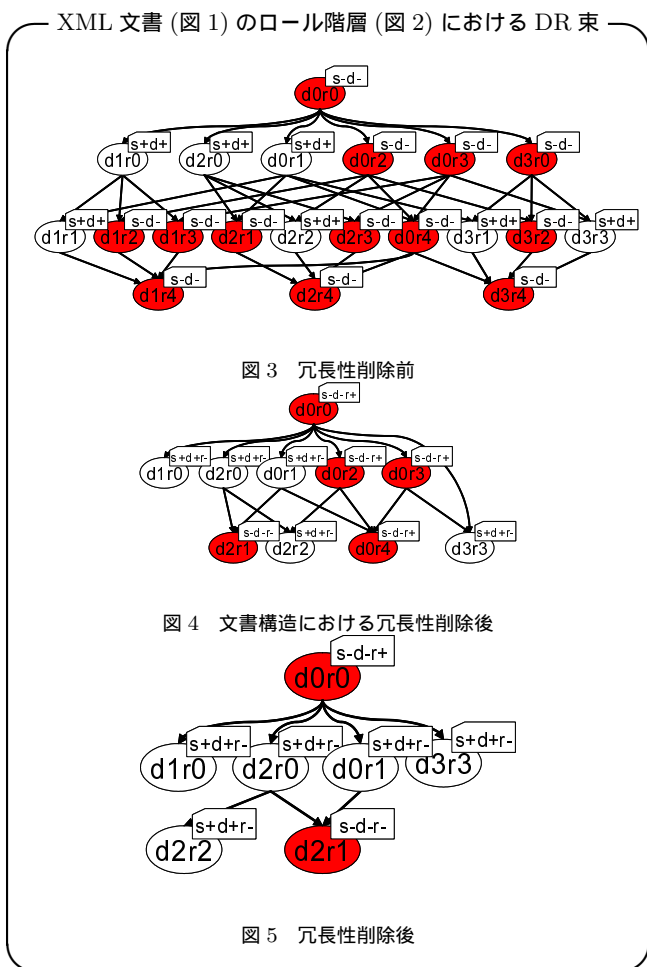 XML 文書 (図 1) のロール階層 (図 2) における DR 束
s-d-
d0r0
s+d+ s+d+ s+d+ s-d- s-d- s-d-
d1r0 d2r0 d0r1 d0r2 d0r3 d3r0
s+d+ s-d- s-d- s-d- s+d+ s-d- s-d- s+d+ s-d- s+d+
d1r1 d1r2 d1r3 d2r1 d2r2 d2r3 d0r4 d3r1 d3r2 d3r3
s-d- s-d- s-d-
d1r4 d2r4 d3r4
図 3 冗長性削除前
s-d-r+
d0r0
s+d+r- s+d+r- s+d+r- s-d-r+ s-d-r+
d1r0 d2r0 d0r1 d0r2 d0r3
s-d-r- s+d+r- s-d-r+ s+d+r-
d2r1 d2r2 d0r4 d3r3
図 4 文書構造における冗長性削除後
s-d-r+
d0r0
s+d+r- s+d+r- s+d+r- s+d+r-
d1r0 d2r0 d0r1 d3r3
s+d+r- s-d-r-
d2r2 d2r1
図 5 冗長性削除後